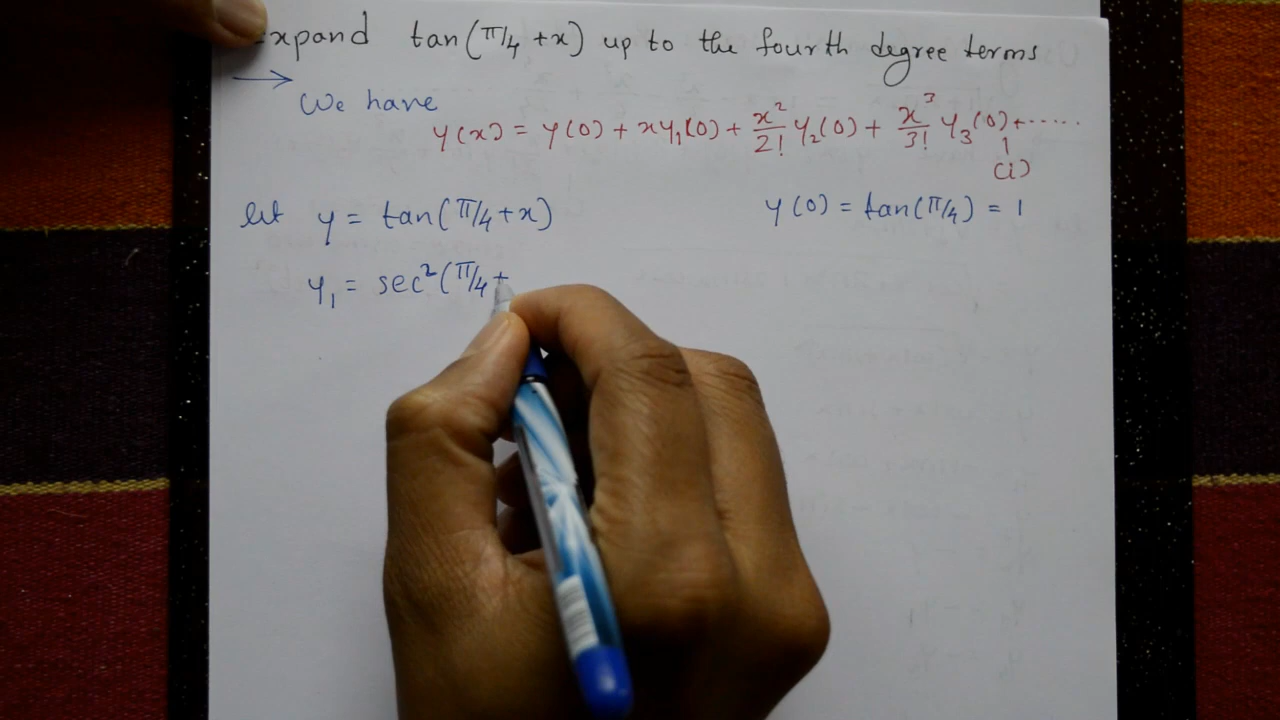 xpand tan(π/4 + x) up to the fourth degree terms
→ We have
y(x) = y(0) + xy₁(0) + x²/2! y₂(0) + x³/3! y₃(0) + ......
(i)
let y = tan(π/4 + x)
y(0) = tan(π/4) = 1
y₁ = sec²(π/4 +